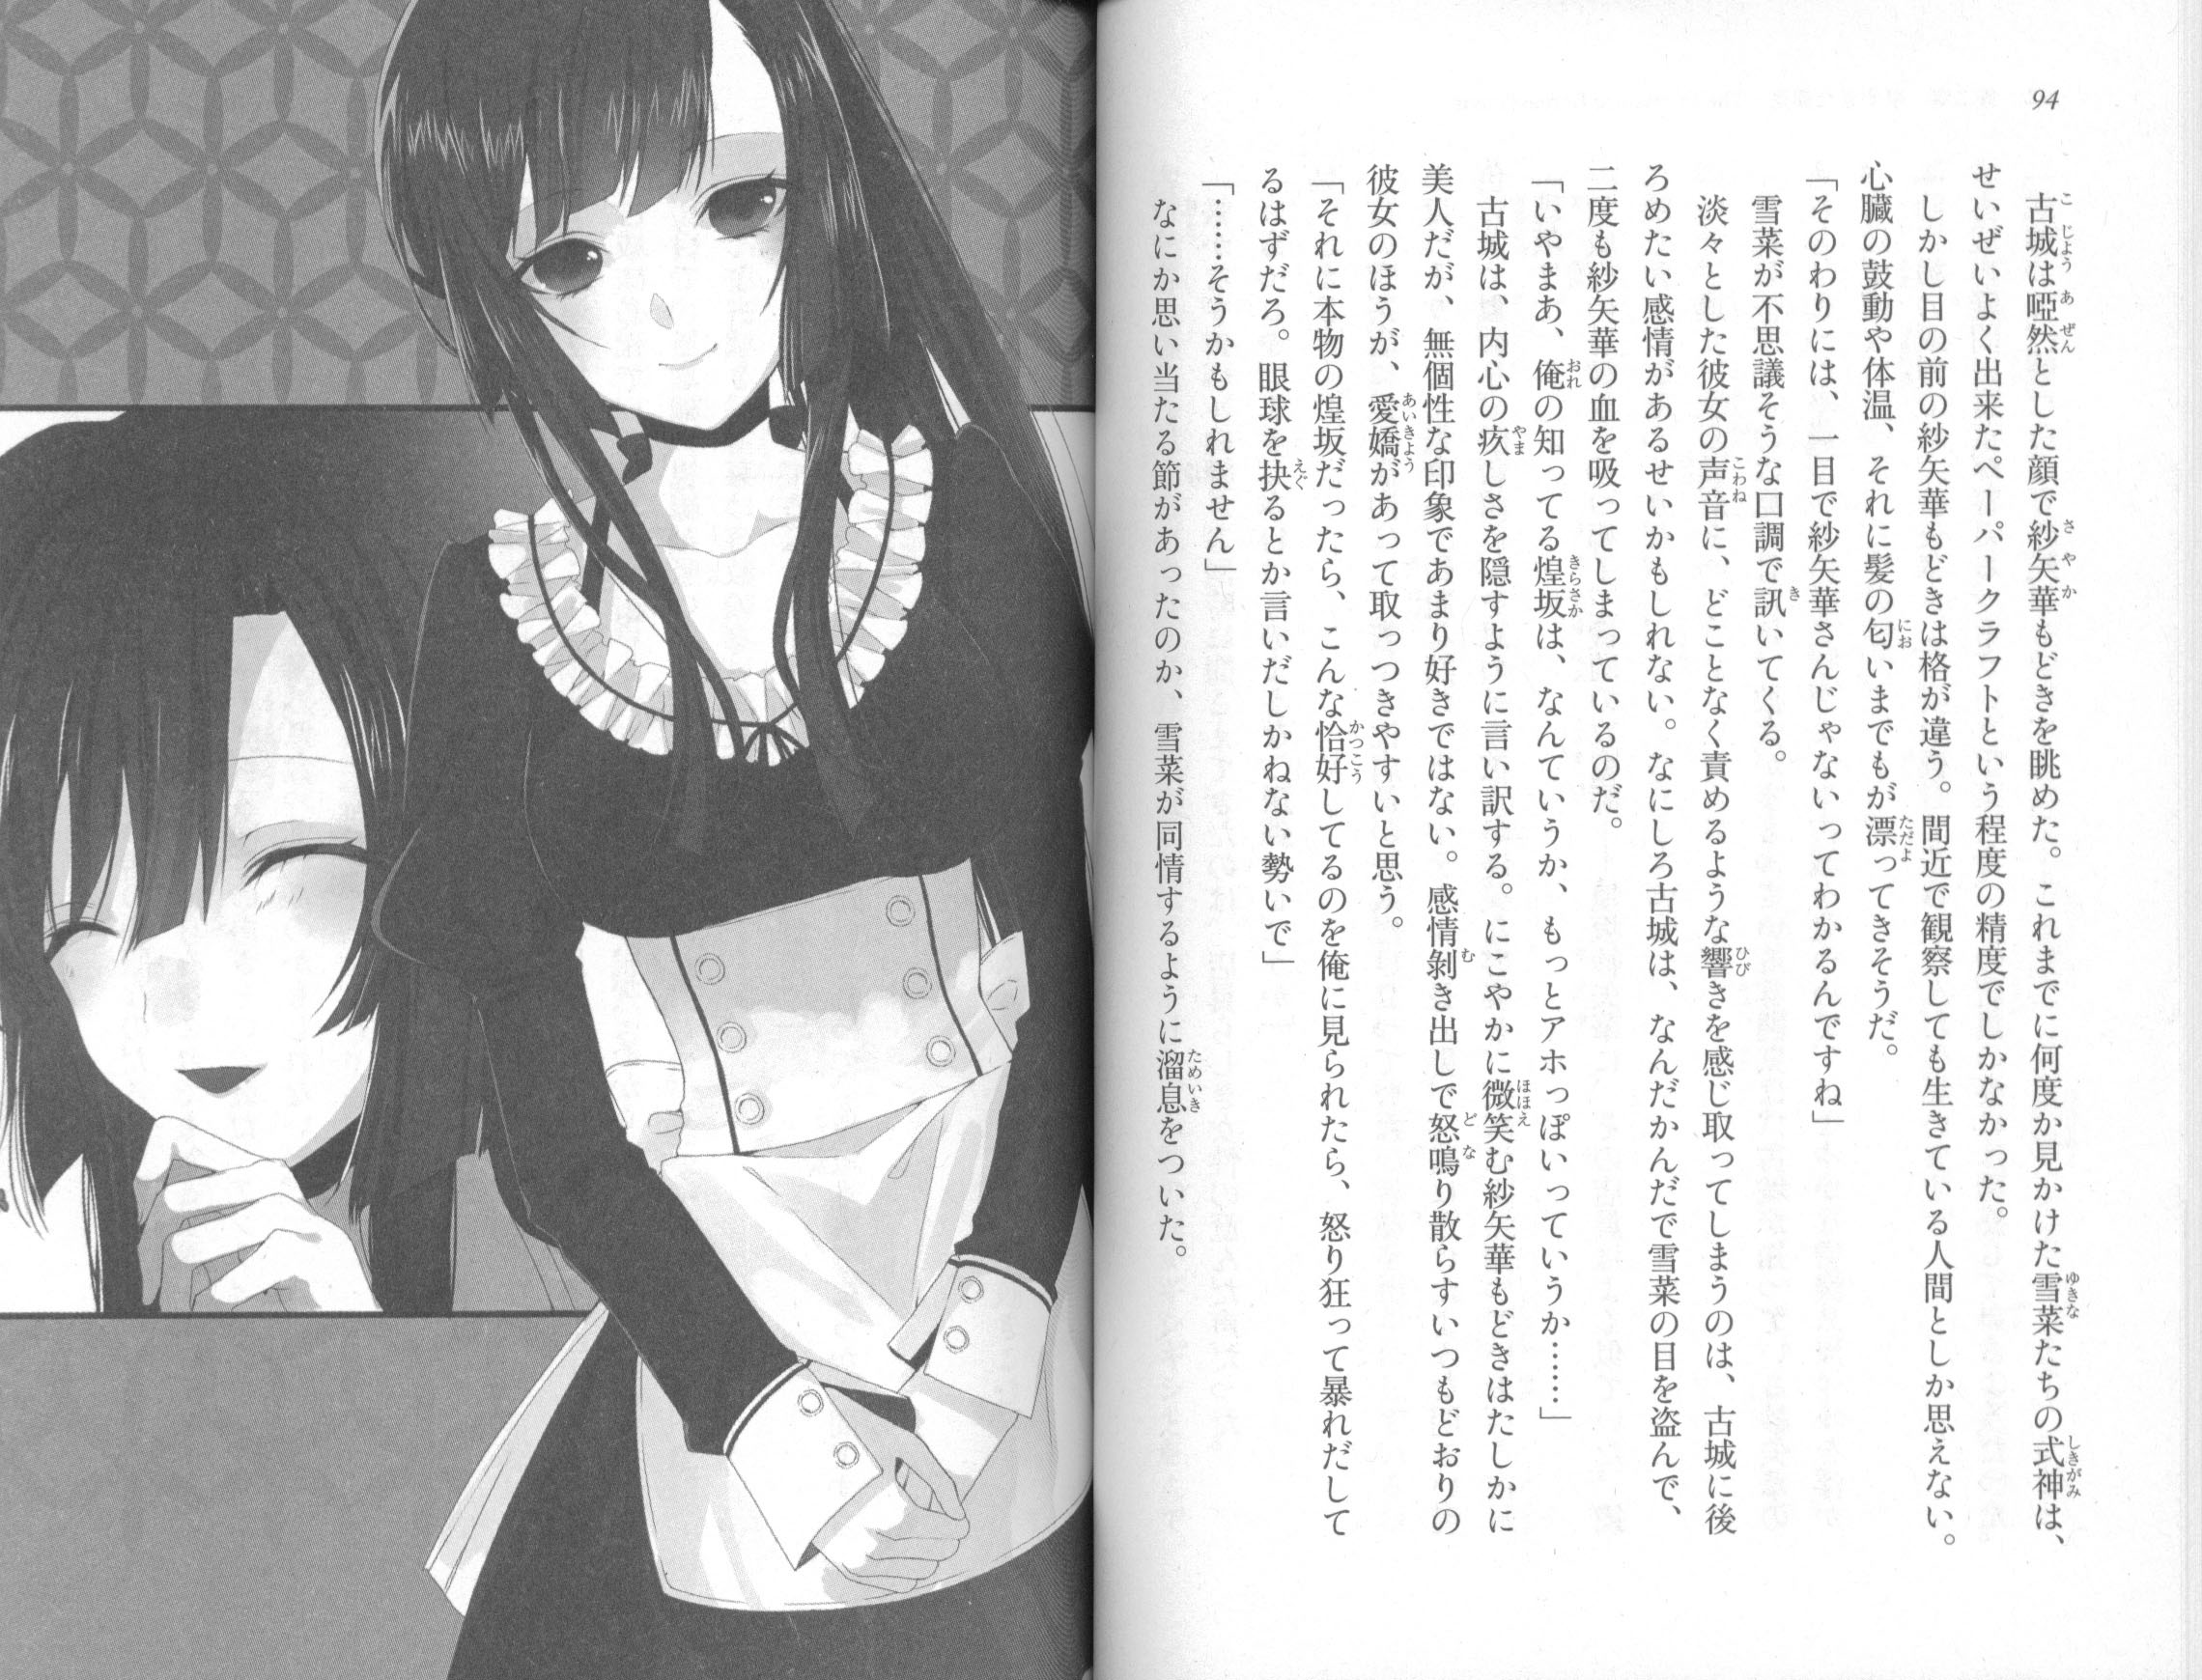 94
古城は啞然とした顔で紗矢華もどきを眺めた。これまでに何度か見かけた雪菜たちの式神は、
せいぜいよく出来たペーパークラフトという程度の精度でしかなかった。
しかし目の前の紗矢華もどきは格が違う。間近で観察しても生きている人間としか思えない。
心臓の鼓動や体温、それに髪の匂いまでもが漂ってきそうだ。
「そのわりには、一目で紗矢華さんじゃないってわかるんですね」
雪菜が不思議そうな口調で訊いてくる。
淡々とした彼女の声音に、どことなく責めるような響きを感じ取ってしまうのは、古城に後
ろめたい感情があるせいかもしれない。なにしろ古城は、なんだかんだで雪菜の目を盗んで、
二度も紗矢華の血を吸ってしまっているのだ。
「いやまあ、俺の知ってる煌坂は、なんていうか、もっとアホっぽいっていうか……」
古城は、内心の疚しさを隠すように言い訳する。にこやかに微笑む紗矢華もどきはたしかに
美人だが、無個性な印象であまり好きではない。感情剝き出しで怒鳴り散らすいつもどおりの
彼女のほうが、愛嬌があって取っつきやすいと思う。
「それに本物の煌坂だったら、こんな恰好してるのを俺に見られたら、怒り狂って暴れだして
るはずだろ。眼球を抉るとか言いだしかねない勢いで」
「……そうかもしれません」
なにか思い当たる節があったのか、雪菜が同情するように溜息をついた。